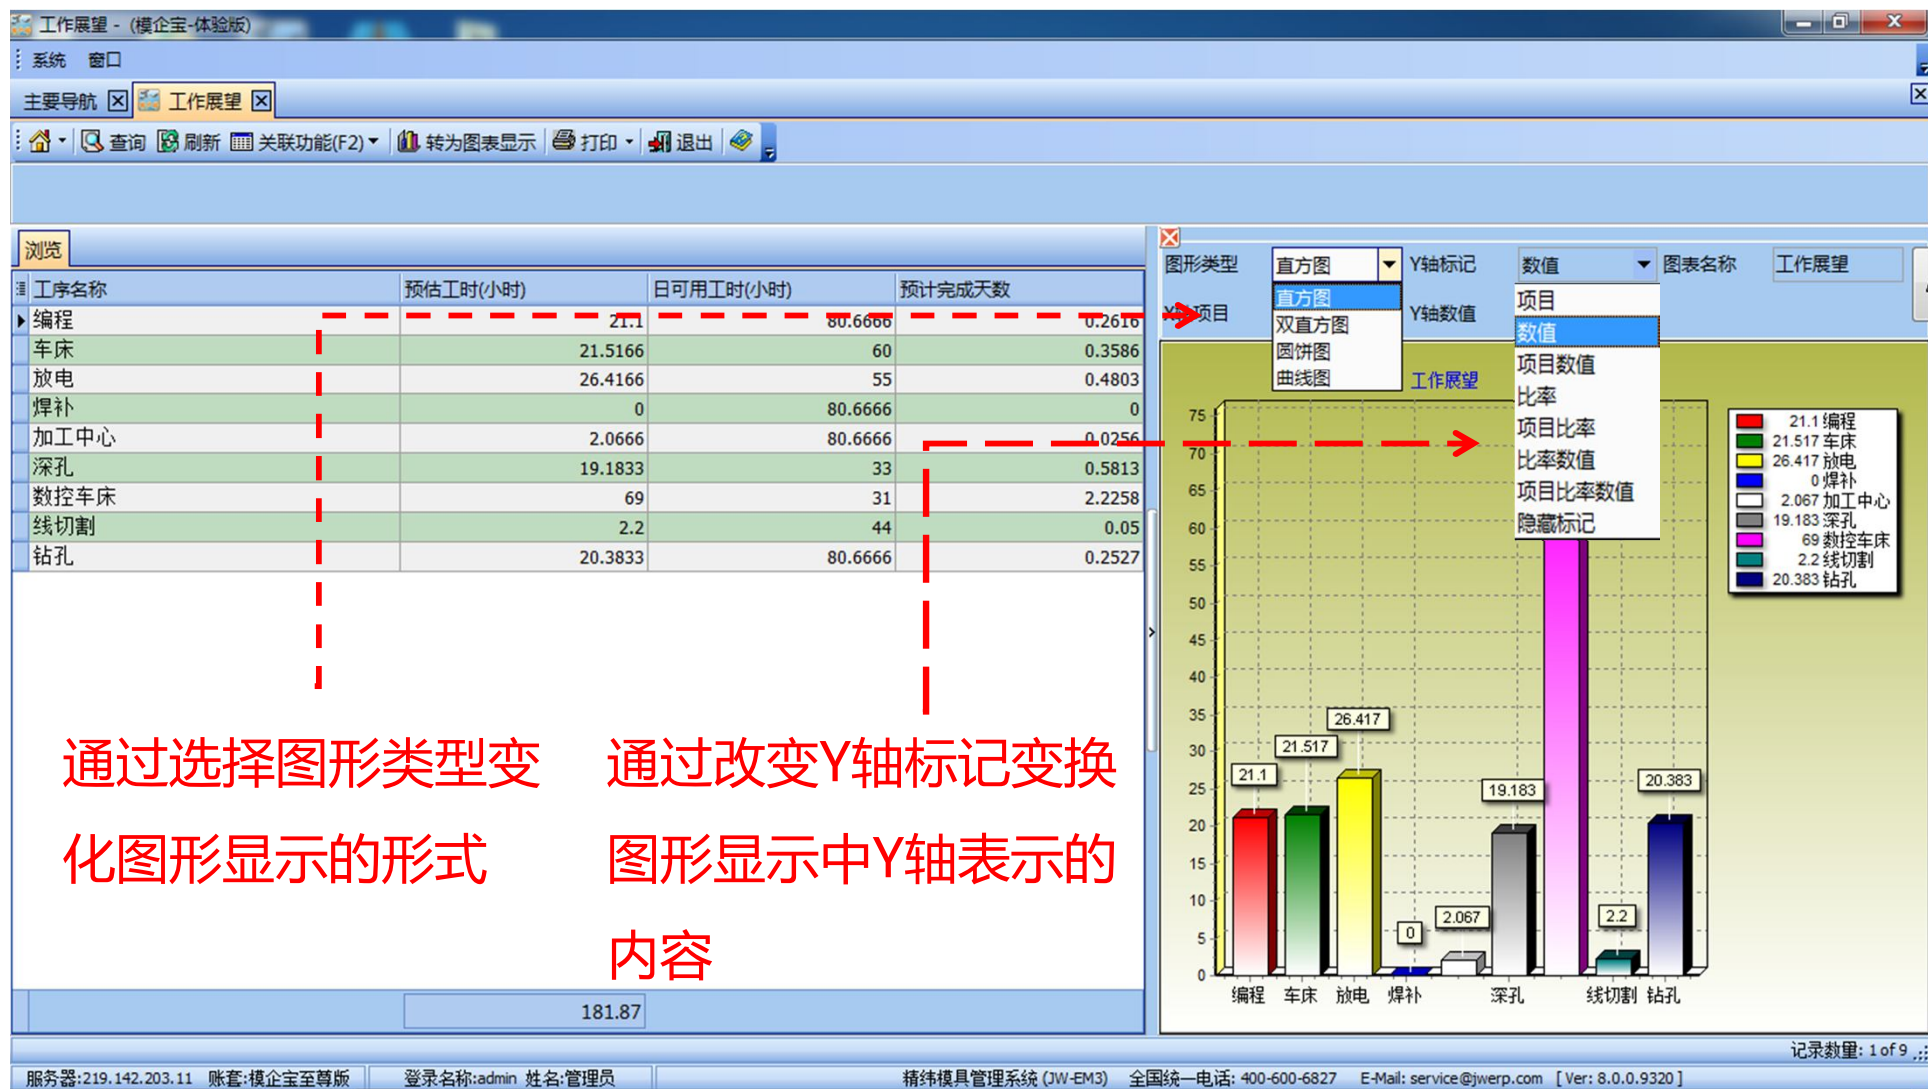 工作展望 - (模企宝-体验版)
系统 窗口
主要导航 工作展望
查询 刷新 关联功能(F2) 转为图表显示 打印 退出
浏览
工序名称 预估工时(小时) 日可用工时(小时) 预计完成天数
编程 21.1 80.6666 0.2616
车床 21.5166 60 0.3586
放电 26.4166 55 0.4803
焊补 0 80.6666 0
加工中心 2.0666 80.6666 0.0256
深孔 19.1833 33 0.5813
数控车床 69 31 2.2258
线切割 2.2 44 0.05
钻孔 20.3833 80.6666 0.2527
181.87
通过选择图形类型变
化图形显示的形式
通过改变Y轴标记变换
图形显示中Y轴表示的
内容
图形类型 直方图 Y轴标记 数值 图表名称 工作展望
项目 Y轴数值
直方图
双直方图
圆饼图
曲线图
项目
数值
项目数值
比率
项目比率
比率数值
项目比率数值
隐藏标记
工作展望
75
70
65
60
55
50
45
40
35
30
25
20
15
10
5
0
21.1
21.517
26.417
0
2.067
19.183
2.2
20.383
编程 车床 放电 焊补 深孔 线切割 钻孔
21.1 编程
21.517 车床
26.417 放电
0 焊补
2.067 加工中心
19.183 深孔
69 数控车床
2.2 线切割
20.383 钻孔
记录数量: 1 of 9
服务器:219.142.203.11 账套:模企宝至尊版 登录名称:admin 姓名:管理员 精纬模具管理系统 (JW-EM3) 全国统一电话: 400-600-6827 E-Mail: service@jwerp.com [ Ver: 8.0.0.9320 ]